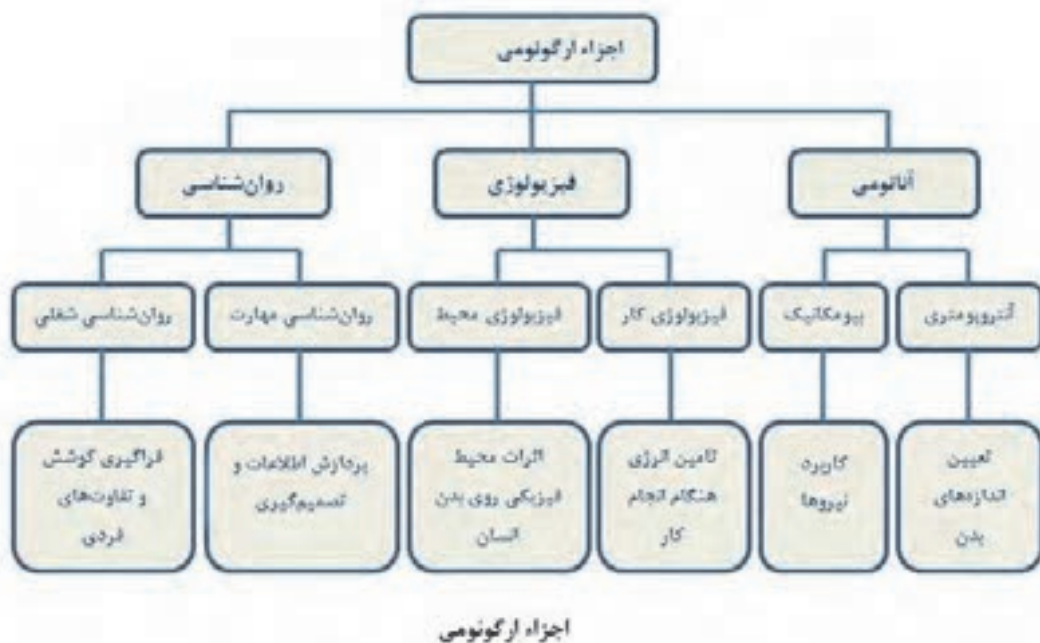 اجزاء ارگونومی
آناتومی
فیزیولوژی
روان‌شناسی
آنتروپومتری
بیومکانیک
فیزیولوژی کار
فیزیولوژی محیط
روان‌شناسی مهارت
روان‌شناسی شغلی
تعیین
اندازه‌های
بدن
کاربرد
نیروها
تامین انرژی
هنگام انجام
کار
اثرات محیط
فیزیکی روی بدن
انسان
پردازش اطلاعات و
تصمیم‌گیری
فراگیری کوشش
و تفاوت‌های
فردی
اجزاء ارگونومی